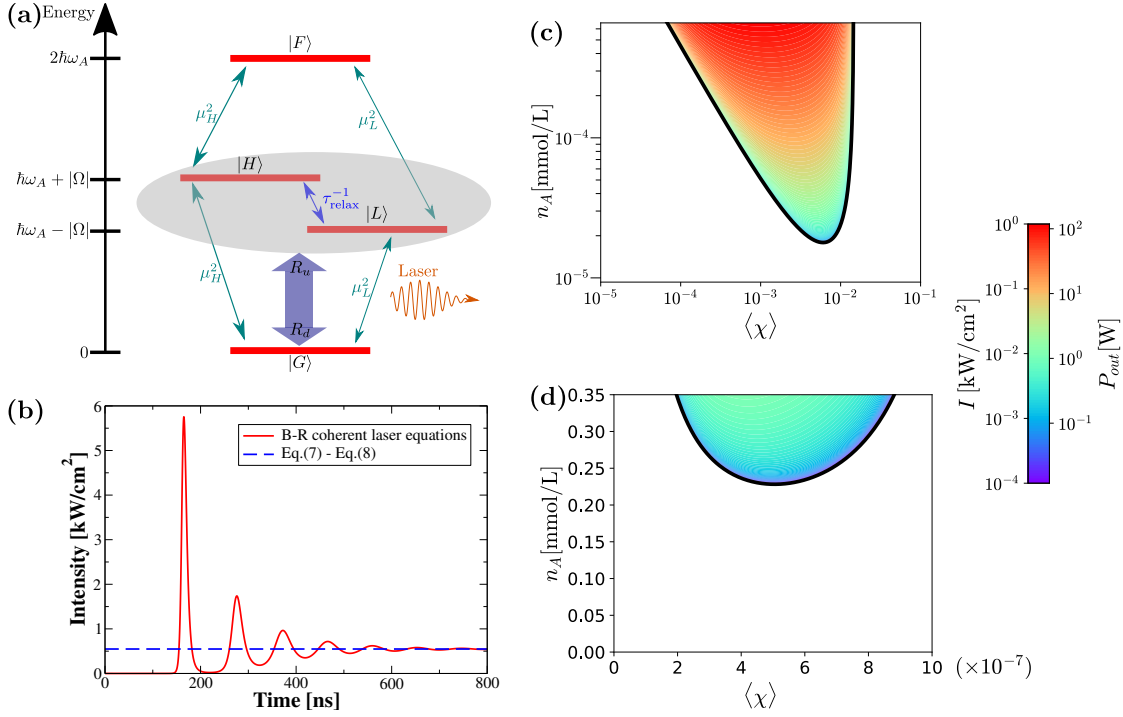 (a)
Energy
2ħω_A
ħω_A + |Ω|
ħω_A − |Ω|
0
|F⟩
μ_H^2
μ_L^2
|H⟩
τ_relax^{-1}
|L⟩
μ_H^2
R_u
R_d
μ_L^2
Laser
|G⟩
(b)
Intensity [kW/cm^2]
6
5
4
3
2
1
0
B-R coherent laser equations
Eq.(7) - Eq.(8)
0
200
400
600
800
Time [ns]
(c)
n_A[mmol/L]
10^{-4}
10^{-5}
10^{-5}
10^{-4}
10^{-3}
10^{-2}
10^{-1}
⟨χ⟩
(d)
n_A[mmol/L]
0.35
0.30
0.25
0.20
0.15
0.10
0.05
0.00
0
2
4
6
8
10
(×10^{-7})
⟨χ⟩
I [kW/cm^2]
10^0
10^{-1}
10^{-2}
10^{-3}
10^{-4}
10^2
10^1
10^0
10^{-1}
P_{out}[W]